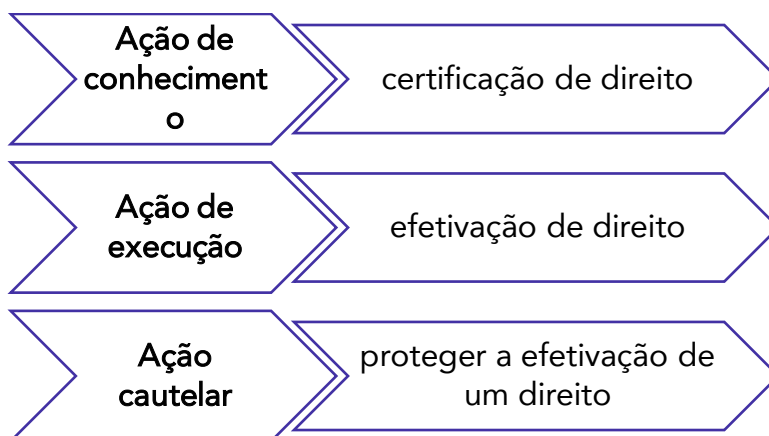 Ação de
conheciment
o
certificação de direito
Ação de
execução
efetivação de direito
Ação
cautelar
proteger a efetivação de
um direito